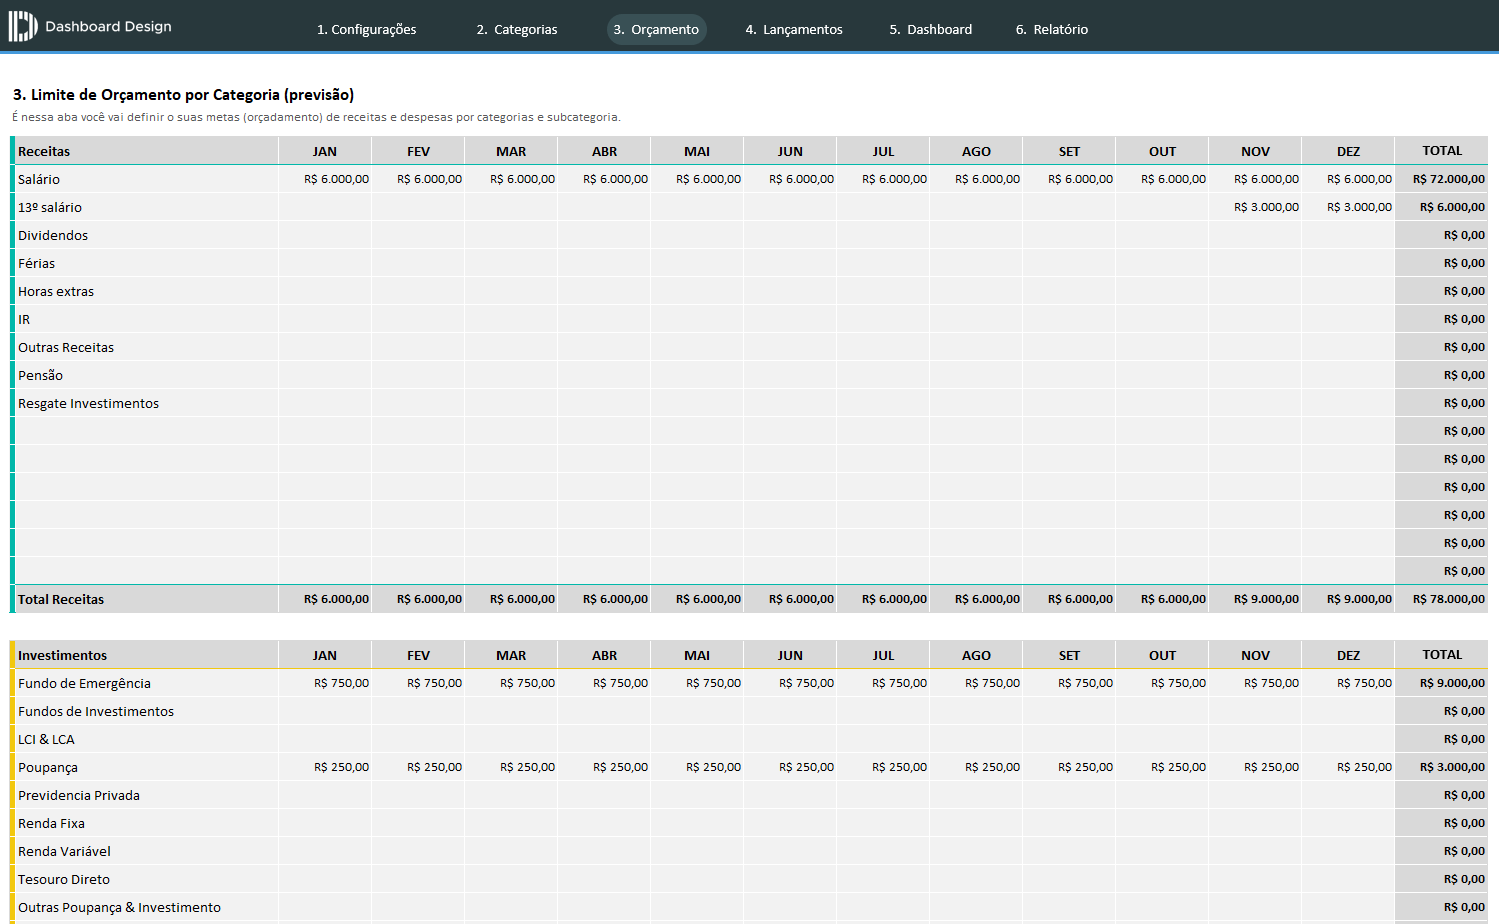 Dashboard Design
1. Configurações 2. Categorias 3. Orçamento 4. Lançamentos 5. Dashboard 6. Relatório
3. Limite de Orçamento por Categoria (previsão)
É nessa aba você vai definir o suas metas (orçadamento) de receitas e despesas por categorias e subcategoria.
Receitas JAN FEV MAR ABR MAI JUN JUL AGO SET OUT NOV DEZ TOTAL
Salário R$ 6.000,00 R$ 6.000,00 R$ 6.000,00 R$ 6.000,00 R$ 6.000,00 R$ 6.000,00 R$ 6.000,00 R$ 6.000,00 R$ 6.000,00 R$ 6.000,00 R$ 6.000,00 R$ 6.000,00 R$ 72.000,00
13º salário R$ 3.000,00 R$ 3.000,00 R$ 6.000,00
Dividendos R$ 0,00
Férias R$ 0,00
Horas extras R$ 0,00
IR R$ 0,00
Outras Receitas R$ 0,00
Pensão R$ 0,00
Resgate Investimentos R$ 0,00
R$ 0,00
R$ 0,00
R$ 0,00
R$ 0,00
R$ 0,00
R$ 0,00
Total Receitas R$ 6.000,00 R$ 6.000,00 R$ 6.000,00 R$ 6.000,00 R$ 6.000,00 R$ 6.000,00 R$ 6.000,00 R$ 6.000,00 R$ 6.000,00 R$ 6.000,00 R$ 9.000,00 R$ 9.000,00 R$ 78.000,00
Investimentos JAN FEV MAR ABR MAI JUN JUL AGO SET OUT NOV DEZ TOTAL
Fundo de Emergência R$ 750,00 R$ 750,00 R$ 750,00 R$ 750,00 R$ 750,00 R$ 750,00 R$ 750,00 R$ 750,00 R$ 750,00 R$ 750,00 R$ 750,00 R$ 750,00 R$ 9.000,00
Fundos de Investimentos R$ 0,00
LCI & LCA R$ 0,00
Poupança R$ 250,00 R$ 250,00 R$ 250,00 R$ 250,00 R$ 250,00 R$ 250,00 R$ 250,00 R$ 250,00 R$ 250,00 R$ 250,00 R$ 250,00 R$ 250,00 R$ 3.000,00
Previdencia Privada R$ 0,00
Renda Fixa R$ 0,00
Renda Variável R$ 0,00
Tesouro Direto R$ 0,00
Outras Poupança & Investimento R$ 0,00